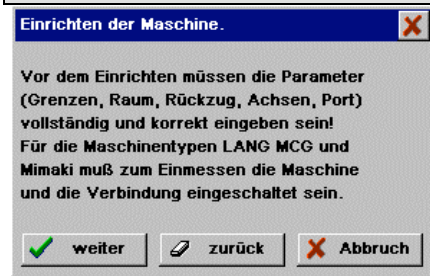 Einrichten der Maschine.
Vor dem Einrichten müssen die Parameter
(Grenzen, Raum, Rückzug, Achsen, Port)
vollständig und korrekt eingeben sein!
Für die Maschinentypen LANG MCG und
Mimaki muß zum Einmessen die Maschine
und die Verbindung eingeschaltet sein.
weiter zurück Abbruch